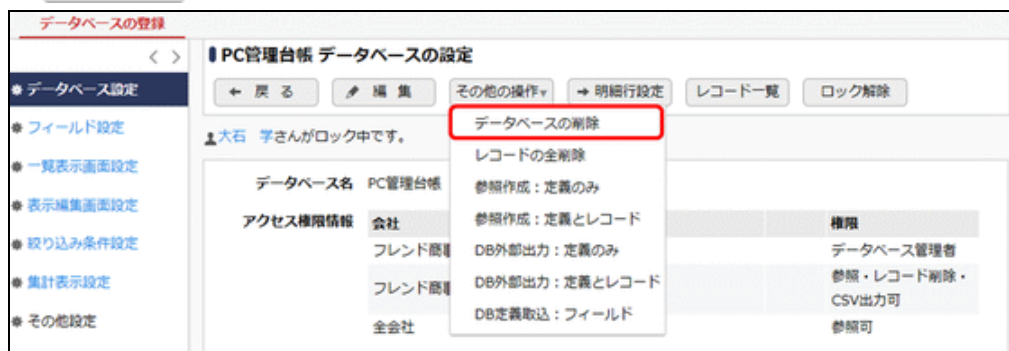 データベースの登録
< >
データベース設定
フィールド設定
一覧表示画面設定
表示編集画面設定
絞り込み条件設定
集計表示設定
その他設定
PC管理台帳 データベースの設定
← 戻 る 編 集 その他の操作▼ → 明細行設定 レコード一覧 ロック解除
大石 学さんがロック中です。
データベースの削除
レコードの全削除
参照作成：定義のみ
参照作成：定義とレコード
DB外部出力：定義のみ
DB外部出力：定義とレコード
DB定義取込：フィールド
データベース名 PC管理台帳
アクセス権限情報 会社 権限
フレンド商 データベース管理者
フレンド商 参照・レコード削除・
CSV出力可
全会社 参照可